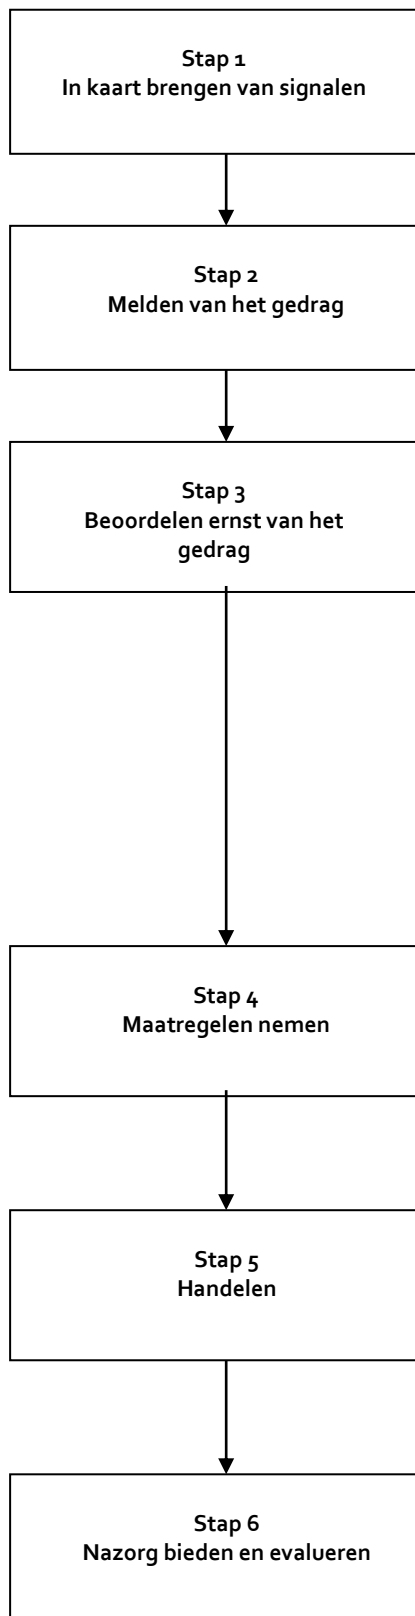 Stap 1
In kaart brengen van signalen
Stap 2
Melden van het gedrag
Stap 3
Beoordelen ernst van het
gedrag
Stap 4
Maatregelen nemen
Stap 5
Handelen
Stap 6
Nazorg bieden en evalueren